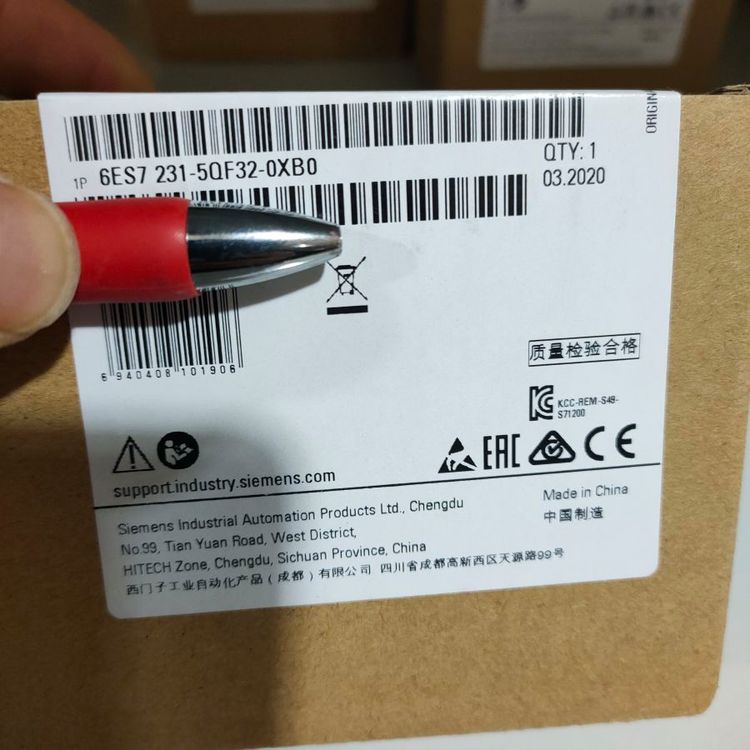 ORIGIN
1P 6ES7 231-5QF32-0XB0
QTY: 1
03.2020
6 940408 101906
质量检验合格
KCC-REM-S49-
S71200
EAC
CE
support.industry.siemens.com
Siemens Industrial Automation Products Ltd., Chengdu
No.99, Tian Yuan Road, West District,
HITECH Zone, Chengdu, Sichuan Province, China
西门子工业自动化产品(成都)有限公司 四川省成都高新西区天源路99号
Made in China
中国制造